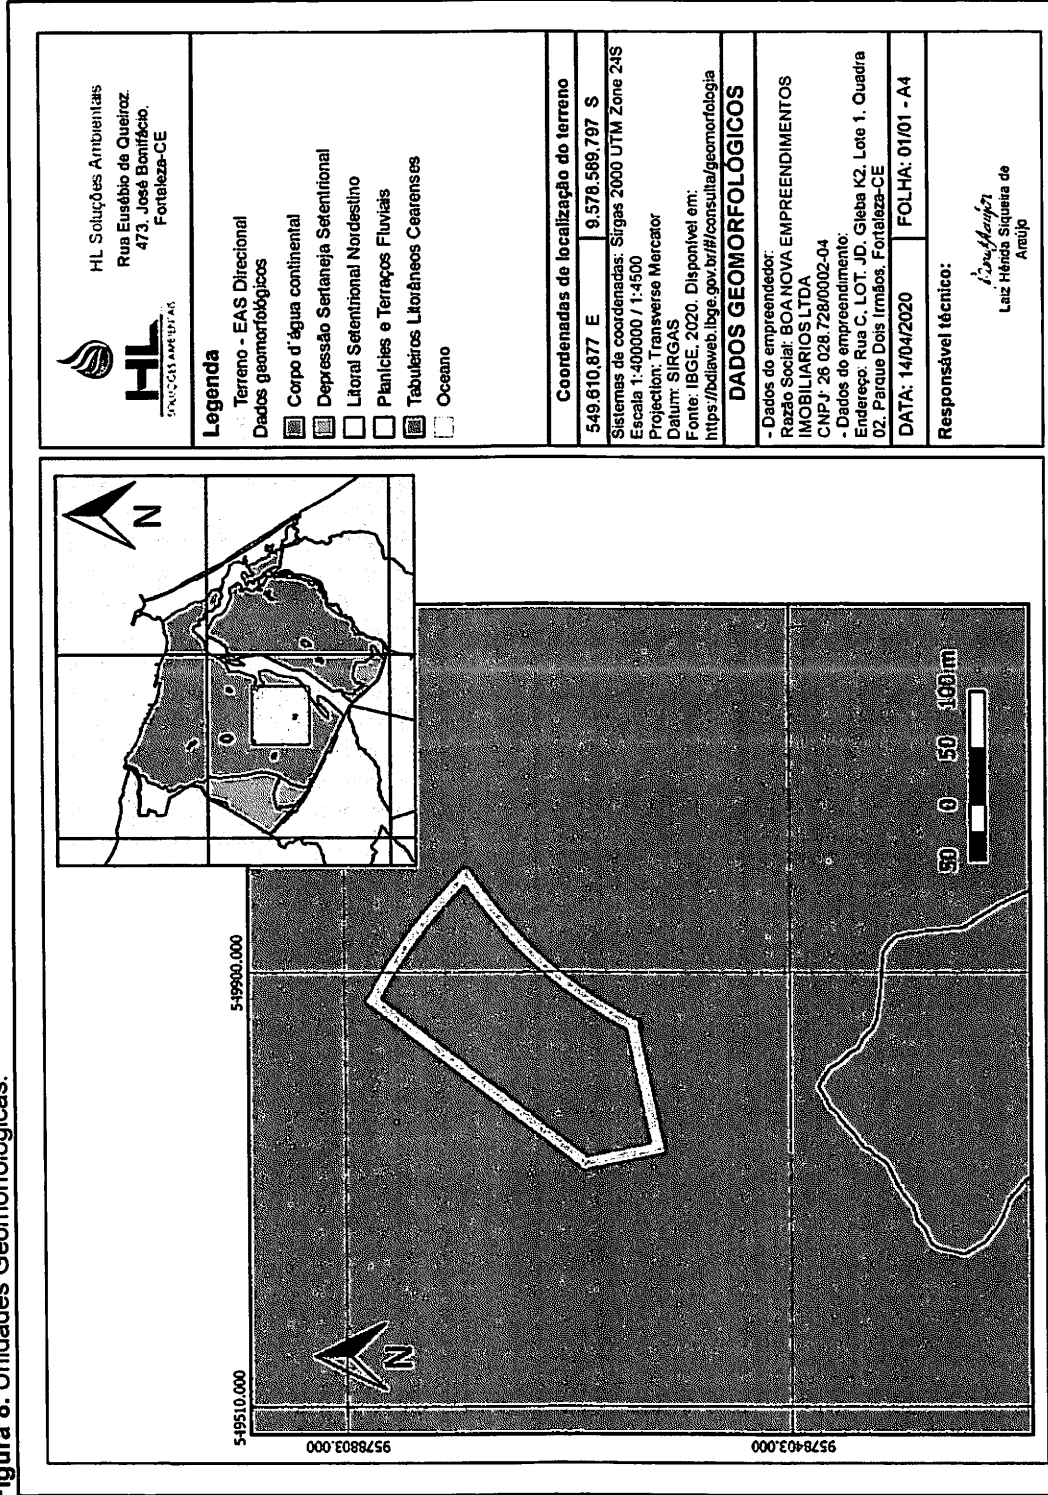 Figura 8. Unidades Geomorfológicas.
HL Soluções Ambientais
Rua Eusébio de Queiroz.
473, José Bonifácio,
Fortaleza-CE
HL
SOLUÇÕES AMBIENTAIS
Legenda
Terreno - EAS Direcional
Dados geomorfológicos
Corpo d´água continental
Depressão Sertaneja Setentrional
Litoral Setentrional Nordestino
Planícies e Terraços Fluviais
Tabuleiros Litorâneos Cearenses
Oceano
Coordenadas de localização do terreno
549.610,877 E 9.578.589,797 S
Sistemas de coordenadas: Sirgas 2000 UTM Zone 24S
Escala 1:400000 / 1:4500
Projection: Transverse Mercator
Datum: SIRGAS
Fonte: IBGE, 2020. Disponível em:
https://bdiaweb.ibge.gov.br/#/consulta/geomorfologia
DADOS GEOMORFOLÓGICOS
- Dados do empreendedor:
Razão Social: BOA NOVA EMPREENDIMENTOS
IMOBILIARIOS LTDA
CNPJ: 26 028.728/0002-04
- Dados do empreendimento:
Endereço: Rua C, LOT. JD. Gleba K2, Lote 1, Quadra
02, Parque Dois Irmãos, Fortaleza-CE
DATA: 14/04/2020 FOLHA: 01/01 - A4
Responsável técnico:
Laiz Hérida Siqueira de
Araújo
N
549510.000 549900.000
9578803.000
9578403.000
N
50 0 50 100 m